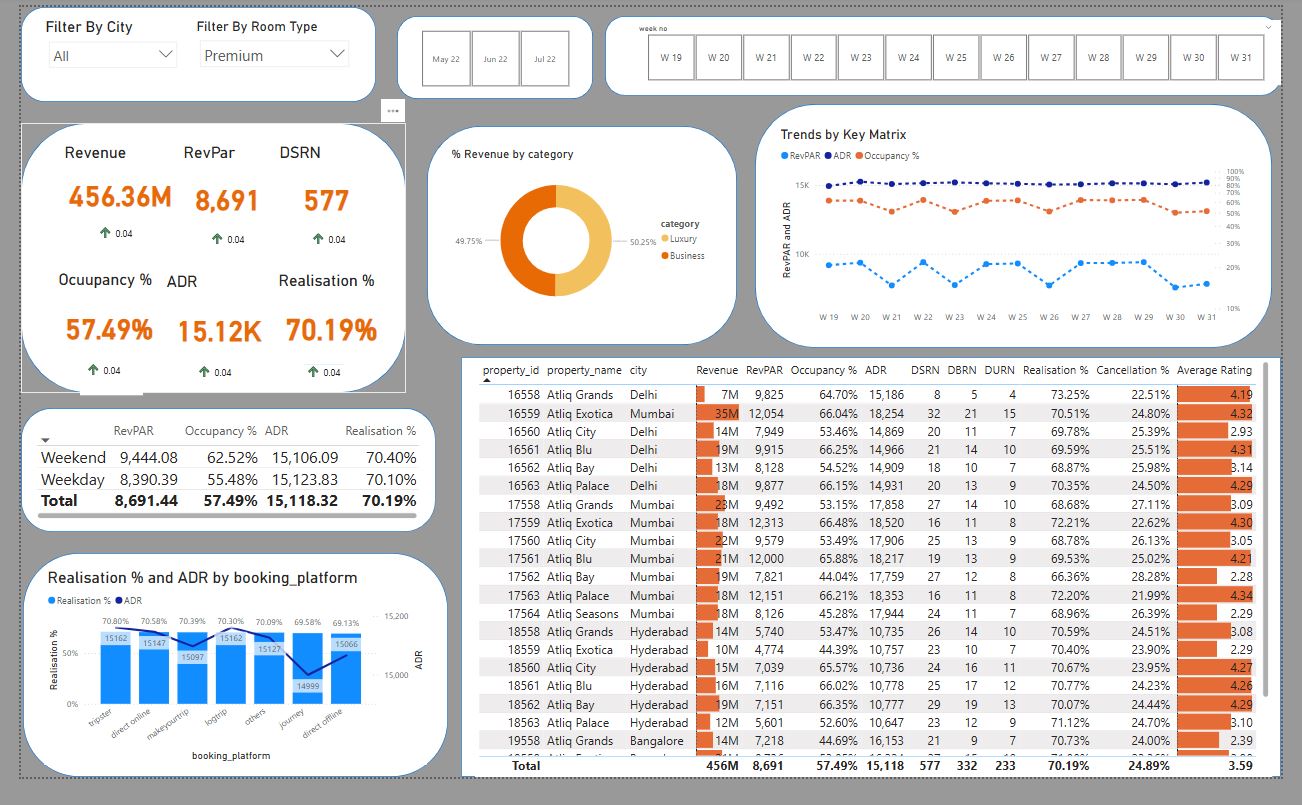 Filter By City
Filter By Room Type
All
Premium
May 22
Jun 22
Jul 22
week no
W 19
W 20
W 21
W 22
W 23
W 24
W 25
W 26
W 27
W 28
W 29
W 30
W 31
Revenue RevPar DSRN
456.36M 8,691 577
0.04 0.04 0.04
Ocuupancy % ADR Realisation %
57.49% 15.12K 70.19%
0.04 0.04 0.04
% Revenue by category
49.75%
50.25%
category
Luxury
Business
Trends by Key Matrix
RevPAR ADR Occupancy %
RevPAR and ADR
15K
10K
100%
90%
80%
70%
60%
50%
40%
30%
20%
10%
W 19 W 20 W 21 W 22 W 23 W 24 W 25 W 26 W 27 W 28 W 29 W 30 W 31
RevPAR Occupancy % ADR Realisation %
Weekend 9,444.08 62.52% 15,106.09 70.40%
Weekday 8,390.39 55.48% 15,123.83 70.10%
Total 8,691.44 57.49% 15,118.32 70.19%
Realisation % and ADR by booking_platform
Realisation % ADR
Realisation %
50%
0%
70.80% 70.58% 70.39% 70.30% 70.09% 69.58% 69.13%
15162 15147 15097 15162 15127 14999 15066
15,200
15,000
ADR
tripster direct online makeyourtrip logtrip others journey direct offline
booking_platform
property_id property_name city Revenue RevPAR Occupancy % ADR DSRN DBRN DURN Realisation % Cancellation % Average Rating
16558 Atliq Grands Delhi 7M 9,825 64.70% 15,186 8 5 4 73.25% 22.51% 4.19
16559 Atliq Exotica Mumbai 35M 12,054 66.04% 18,254 32 21 15 70.51% 24.80% 4.32
16560 Atliq City Delhi 14M 7,949 53.46% 14,869 20 11 7 69.78% 25.39% 2.93
16561 Atliq Blu Delhi 19M 9,915 66.25% 14,966 21 14 10 69.59% 25.51% 4.31
16562 Atliq Bay Delhi 13M 8,128 54.52% 14,909 18 10 7 68.87% 25.98% 3.14
16563 Atliq Palace Delhi 18M 9,877 66.15% 14,931 20 13 9 70.35% 24.50% 4.29
17558 Atliq Grands Mumbai 23M 9,492 53.15% 17,858 27 14 10 68.68% 27.11% 3.09
17559 Atliq Exotica Mumbai 18M 12,313 66.48% 18,520 16 11 8 72.21% 22.62% 4.30
17560 Atliq City Mumbai 22M 9,579 53.49% 17,906 25 13 9 68.78% 26.13% 3.05
17561 Atliq Blu Mumbai 21M 12,000 65.88% 18,217 19 13 9 69.53% 25.02% 4.21
17562 Atliq Bay Mumbai 19M 7,821 44.04% 17,759 27 12 8 66.36% 28.28% 2.28
17563 Atliq Palace Mumbai 18M 12,151 66.21% 18,353 16 11 8 72.20% 21.99% 4.34
17564 Atliq Seasons Mumbai 18M 8,126 45.28% 17,944 24 11 7 68.96% 26.39% 2.29
18558 Atliq Grands Hyderabad 14M 5,740 53.47% 10,735 26 14 10 70.59% 24.51% 3.08
18559 Atliq Exotica Hyderabad 10M 4,774 44.39% 10,757 23 10 7 70.40% 23.90% 2.29
18560 Atliq City Hyderabad 15M 7,039 65.57% 10,736 24 16 11 70.67% 23.95% 4.27
18561 Atliq Blu Hyderabad 16M 7,116 66.02% 10,778 25 17 12 70.77% 24.23% 4.26
18562 Atliq Bay Hyderabad 19M 7,151 66.35% 10,777 29 19 13 70.07% 24.44% 4.29
18563 Atliq Palace Hyderabad 12M 5,601 52.60% 10,647 23 12 9 71.12% 24.70% 3.10
19558 Atliq Grands Bangalore 14M 7,218 44.69% 16,153 21 9 7 70.73% 24.00% 2.39
Total 456M 8,691 57.49% 15,118 577 332 233 70.19% 24.89% 3.59